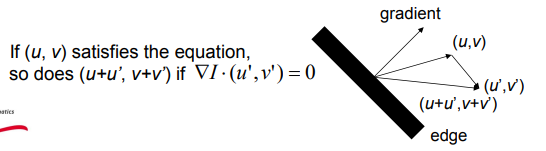 gradient
(u,v)
If (u, v) satisfies the equation,
so does (u+u', v+v') if ∇I · (u', v') = 0
(u',v')
(u+u',v+v')
edge